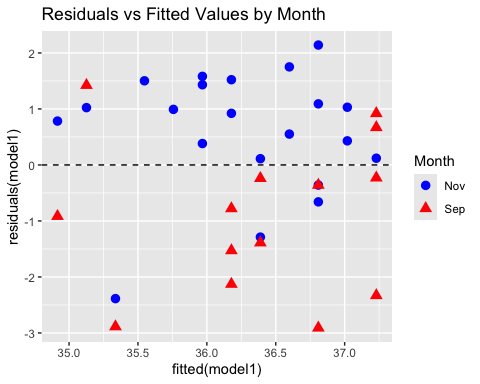 Residuals vs Fitted Values by Month
residuals(model1)
2
1
0
-1
-2
-3
35.0 35.5 36.0 36.5 37.0
fitted(model1)
Month
Nov
Sep